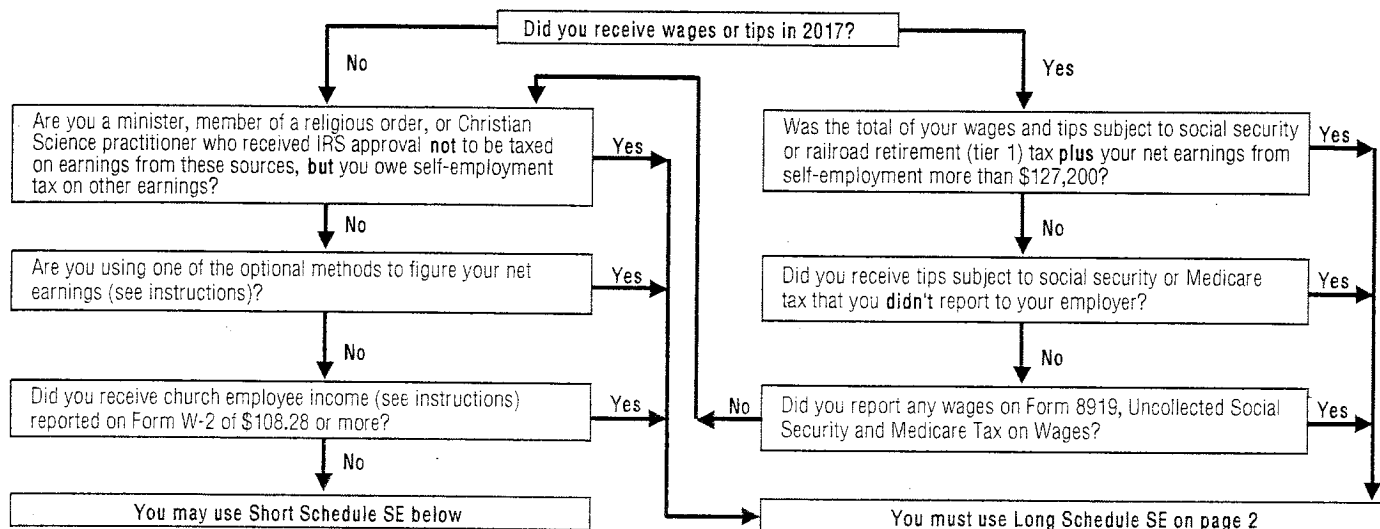 Did you receive wages or tips in 2017?
No
Yes
Are you a minister, member of a religious order, or Christian
Science practitioner who received IRS approval not to be taxed
on earnings from these sources, but you owe self-employment
tax on other earnings?
Yes
Was the total of your wages and tips subject to social security
or railroad retirement (tier 1) tax plus your net earnings from
self-employment more than $127,200?
Yes
No
No
Are you using one of the optional methods to figure your net
earnings (see instructions)?
Yes
Did you receive tips subject to social security or Medicare
tax that you didn't report to your employer?
Yes
No
No
Did you receive church employee income (see instructions)
reported on Form W-2 of $108.28 or more?
Yes
No
Did you report any wages on Form 8919, Uncollected Social
Security and Medicare Tax on Wages?
Yes
No
You may use Short Schedule SE below
You must use Long Schedule SE on page 2